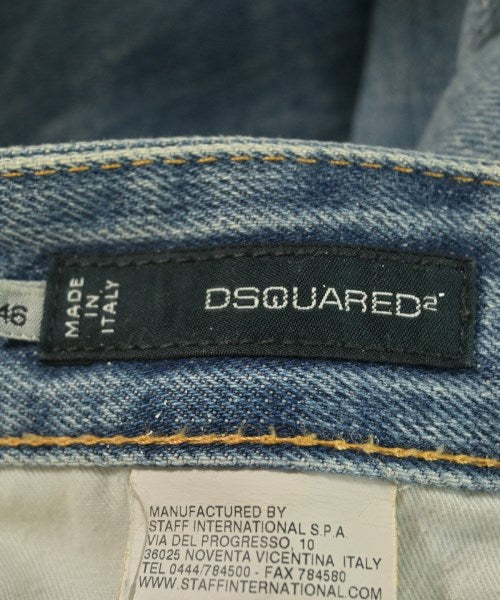 46
MADE
IN
ITALY
DSQUARED2
MANUFACTURED BY
STAFF INTERNATIONAL S.P.A.
VIA DEL PROGRESSO, 10
36025 NOVENTA VICENTINA ITALY
TEL 0444/784500 - FAX 784580
WWW.STAFFINTERNATIONAL.COM